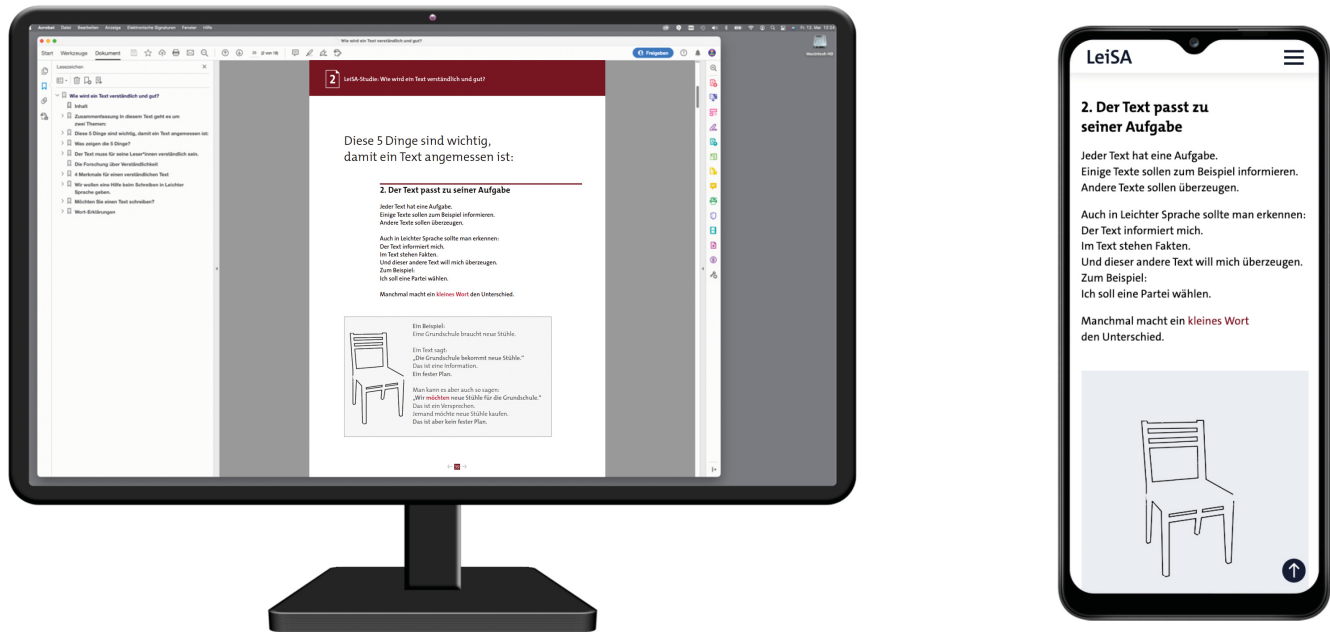 Acrobat Datei Bearbeiten Anzeige Elektronische Signaturen Fenster Hilfe
Wie wird ein Text verständlich und gut?
Start Werkzeuge Dokument
Freigeben
Macintosh HD
Lesezeichen
Wie wird ein Text verständlich und gut?
Inhalt
Zusammenfassung In diesem Text geht es um
zwei Themen:
Diese 5 Dinge sind wichtig, damit ein Text angemessen ist:
Was zeigen die 5 Dinge?
Der Text muss für seine Leser*innen verständlich sein.
Die Forschung über Verständlichkeit
4 Merkmale für einen verständlichen Text
Wir wollen eine Hilfe beim Schreiben in Leichter
Sprache geben.
Möchten Sie einen Text schreiben?
Wort-Erklärungen
2 LeiSA-Studie: Wie wird ein Text verständlich und gut?
Diese 5 Dinge sind wichtig,
damit ein Text angemessen ist:
2. Der Text passt zu seiner Aufgabe
Jeder Text hat eine Aufgabe.
Einige Texte sollen zum Beispiel informieren.
Andere Texte sollen überzeugen.
Auch in Leichter Sprache sollte man erkennen:
Der Text informiert mich.
Im Text stehen Fakten.
Und dieser andere Text will mich überzeugen.
Zum Beispiel:
Ich soll eine Partei wählen.
Manchmal macht ein kleines Wort den Unterschied.
Ein Beispiel:
Eine Grundschule braucht neue Stühle.
Ein Text sagt:
„Die Grundschule bekommt neue Stühle.“
Das ist eine Information.
Ein fester Plan.
Man kann es aber auch so sagen:
„Wir möchten neue Stühle für die Grundschule.“
Das ist ein Versprechen.
Jemand möchte neue Stühle kaufen.
Das ist aber kein fester Plan.
LeiSA
2. Der Text passt zu
seiner Aufgabe
Jeder Text hat eine Aufgabe.
Einige Texte sollen zum Beispiel informieren.
Andere Texte sollen überzeugen.
Auch in Leichter Sprache sollte man erkennen:
Der Text informiert mich.
Im Text stehen Fakten.
Und dieser andere Text will mich überzeugen.
Zum Beispiel:
Ich soll eine Partei wählen.
Manchmal macht ein kleines Wort
den Unterschied.